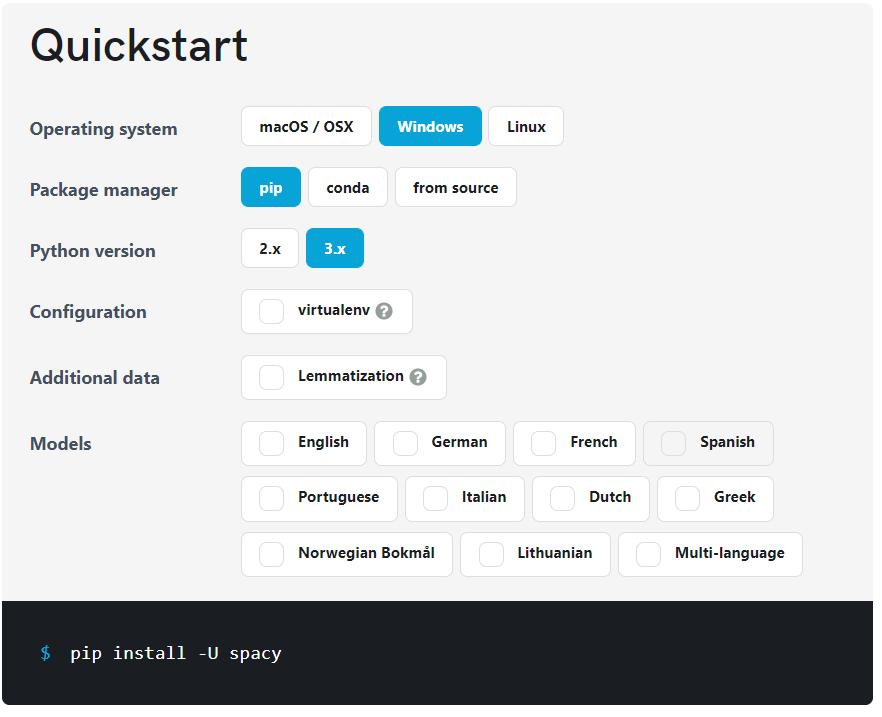 Quickstart
Operating system macOS / OSX Windows Linux
Package manager pip conda from source
Python version 2.x 3.x
Configuration virtualenv ?
Additional data Lemmatization ?
Models English German French Spanish
Portuguese Italian Dutch Greek
Norwegian Bokmål Lithuanian Multi-language
$ pip install -U spacy